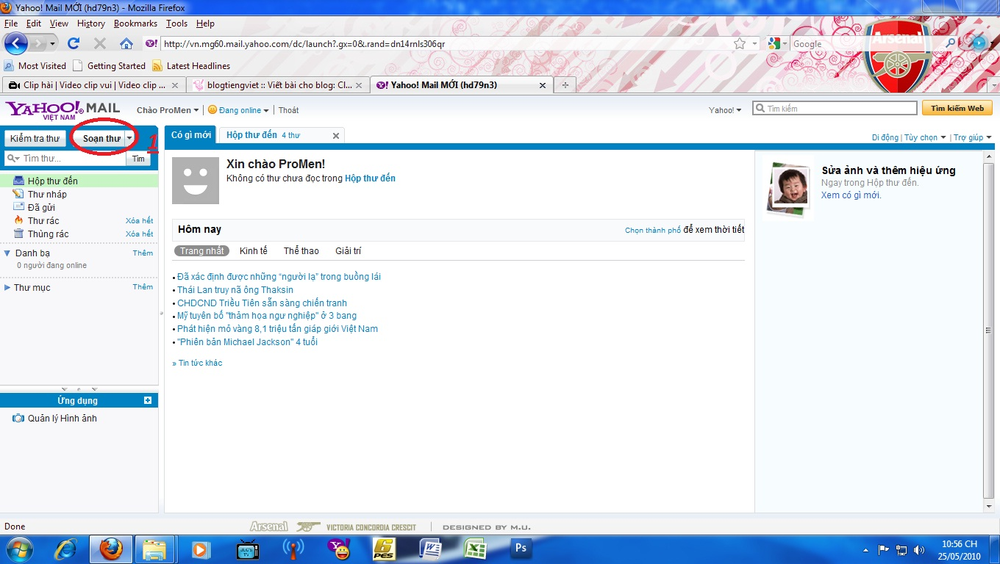 Yahoo! Mail MỚI (hd79n3) - Mozilla Firefox
File Edit View History Bookmarks Tools Help
http://vn.mg60.mail.yahoo.com/dc/launch?.gx=0&.rand=dn14rnls306qr
Google
Arsenal
Most Visited Getting Started Latest Headlines
Clip hài | Video clip vui | Video clip ...
blogtiengviet :: Viết bài cho blog: Cl...
Yahoo! Mail MỚI (hd79n3)
YAHOO! MAIL
VIỆT NAM
Chào ProMen Đang online Thoát
Yahoo! Tìm kiếm Tìm kiếm Web
Kiểm tra thư Soạn thư 1
Có gì mới Hộp thư đến 4 thư
Di động | Tùy chọn | Trợ giúp
Tìm thư... Tìm
Hộp thư đến
Thư nháp
Đã gửi
Thư rác Xóa hết
Thùng rác Xóa hết
Danh bạ Thêm
0 người đang online
Thư mục Thêm
Ứng dụng
Quản lý Hình ảnh
Xin chào ProMen!
Không có thư chưa đọc trong Hộp thư đến
Hôm nay Chọn thành phố để xem thời tiết
Trang nhất Kinh tế Thể thao Giải trí
• Đã xác định được những “người lạ” trong buồng lái
• Thái Lan truy nã ông Thaksin
• CHDCND Triều Tiên sẵn sàng chiến tranh
• Mỹ tuyên bố "thảm họa ngư nghiệp" ở 3 bang
• Phát hiện mỏ vàng 8,1 triệu tấn giáp giới Việt Nam
• "Phiên bản Michael Jackson" 4 tuổi
» Tin tức khác
Sửa ảnh và thêm hiệu ứng
Ngay trong Hộp thư đến.
Xem có gì mới.
Done
Arsenal VICTORIA CONCORDIA CRESCIT DESIGNED BY M.U.
6
PES
Ps
10:56 CH
25/05/2010